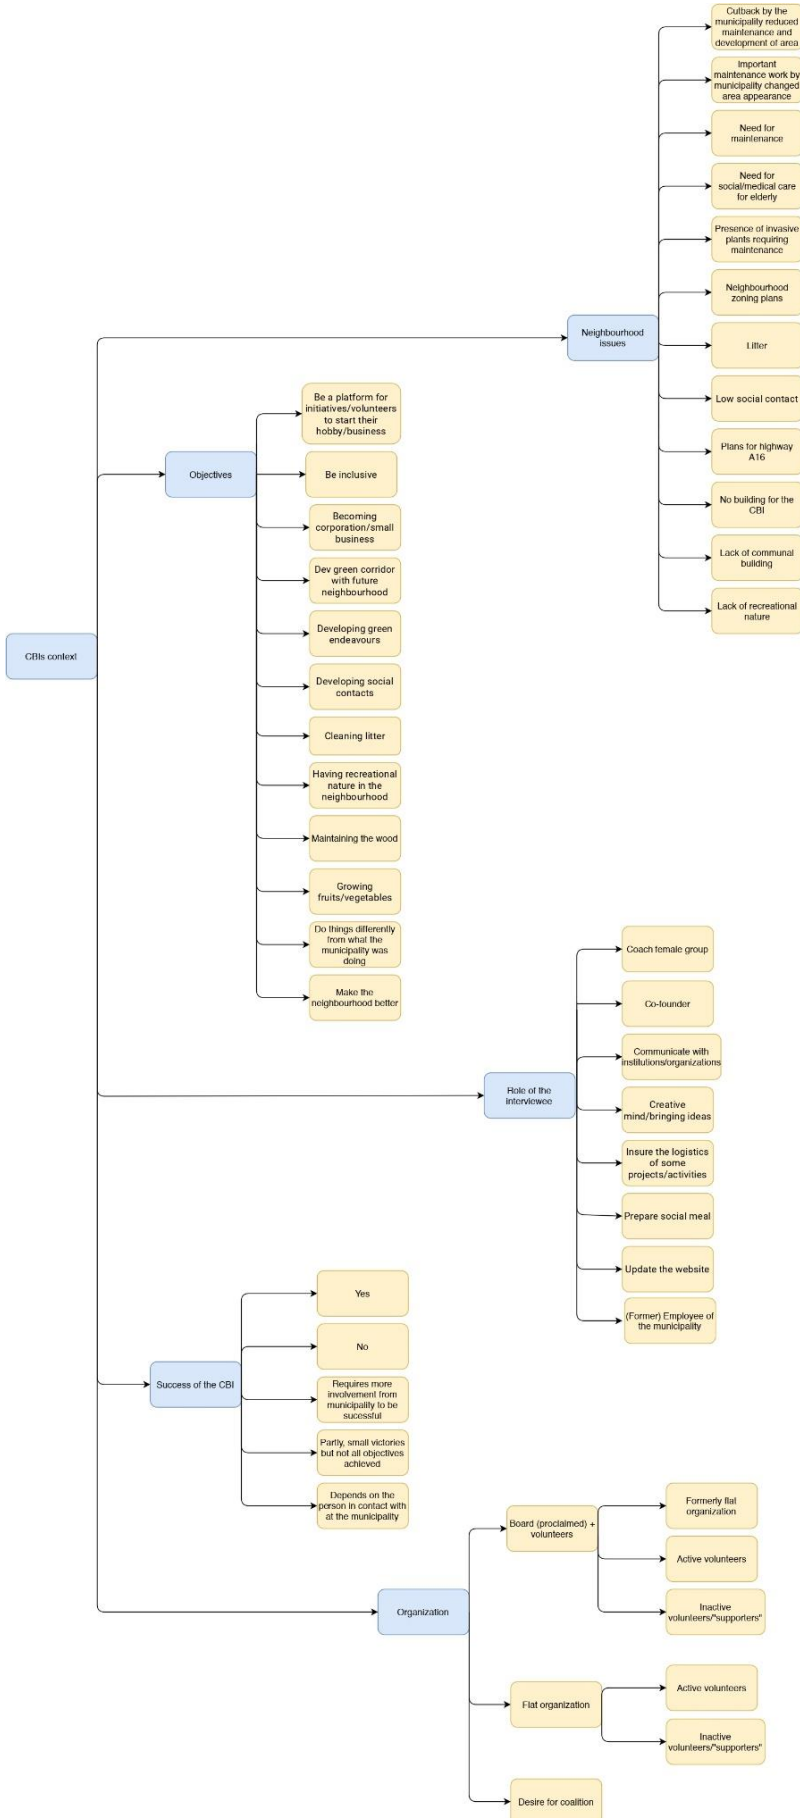 Cutback by the
municipality reduced
maintenance and
development of area
Important
maintenance work by
municipality changed
area appearance
Need for
maintenance
Need for
social/medical care
for elderly
Presence of invasive
plants requiring
maintenance
Neighbourhood
zoning plans
Neighbourhood
issues
Litter
Low social contact
Plans for highway
A16
No building for the
CBI
Lack of communal
building
Lack of recreational
nature
Objectives
Be a platform for
initiatives/volunteers
to start their
hobby/business
Be inclusive
Becoming
corporation/small
business
Dev green corridor
with future
neighbourhood
Developing green
endeavours
Developing social
contacts
Cleaning litter
Having recreational
nature in the
neighbourhood
Maintaining the wood
Growing
fruits/vegetables
Do things differently
from what the
municipality was
doing
Make the
neighbourhood better
CBIs context
Role of the
interviewee
Coach female group
Co-founder
Communicate with
institutions/organizations
Creative
mind/bringing ideas
Insure the logistics
of some
projects/activities
Prepare social meal
Update the website
(Former) Employee of
the municipality
Success of the CBI
Yes
No
Requires more
involvement from
municipality to be
sucessful
Partly, small victories
but not all objectives
achieved
Depends on the
person in contact with
at the municipality
Organization
Board (proclaimed) +
volunteers
Formerly flat
organization
Active volunteers
Inactive
volunteers/"supporters"
Flat organization
Active volunteers
Inactive
volunteers/"supporters"
Desire for coalition